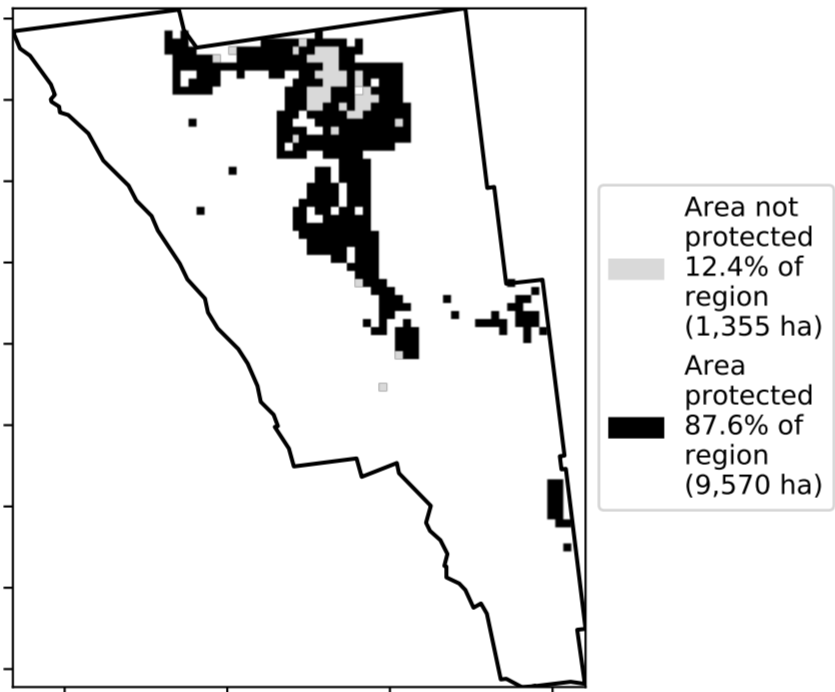 Area not
protected
12.4% of
region
(1,355 ha)
Area
protected
87.6% of
region
(9,570 ha)